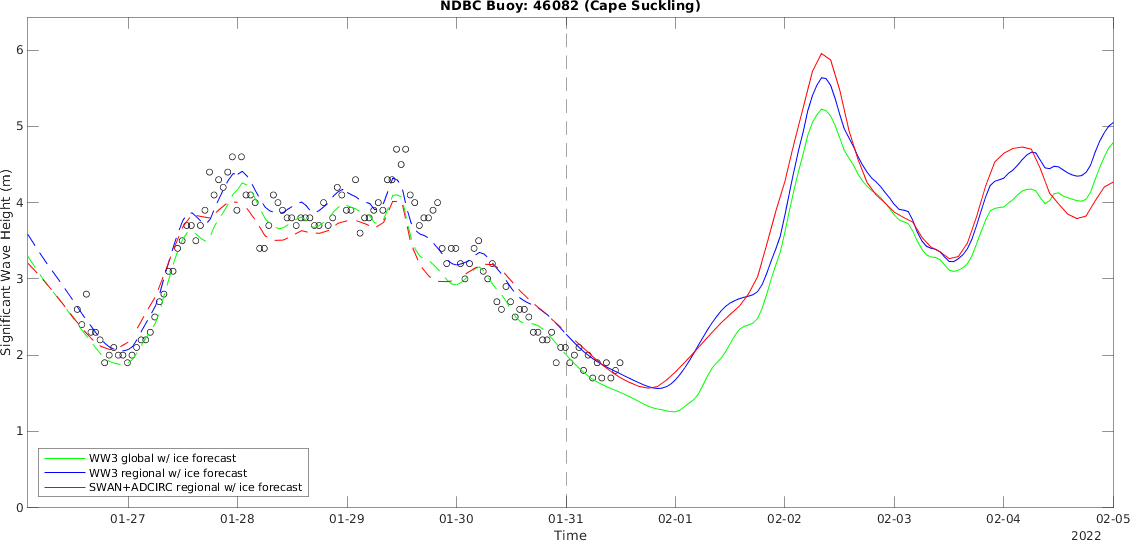 NDBC Buoy: 46082 (Cape Suckling)
Significant Wave Height (m)
6
5
4
3
2
1
0
WW3 global w/ ice forecast
WW3 regional w/ ice forecast
SWAN+ADCIRC regional w/ ice forecast
01-27 01-28 01-29 01-30 01-31 02-01 02-02 02-03 02-04 02-05
Time
2022